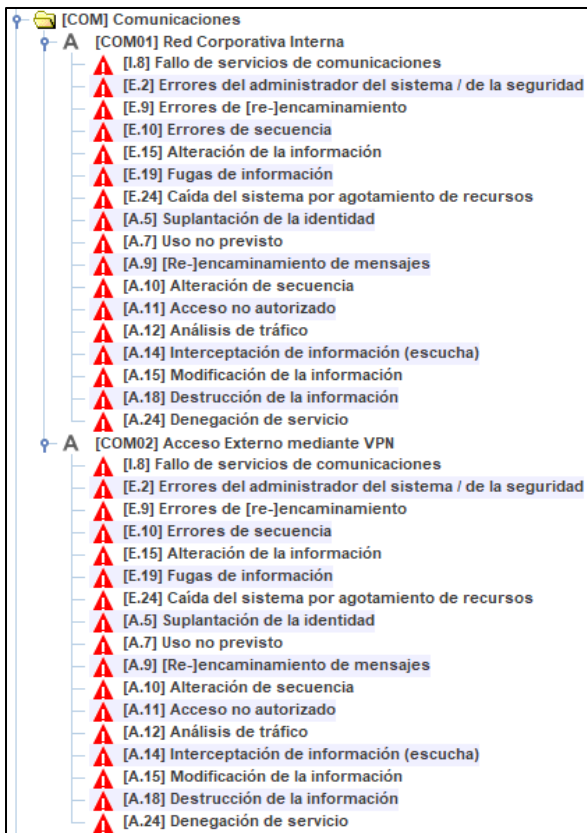 [COM] Comunicaciones
A [COM01] Red Corporativa Interna
[I.8] Fallo de servicios de comunicaciones
[E.2] Errores del administrador del sistema / de la seguridad
[E.9] Errores de [re-]encaminamiento
[E.10] Errores de secuencia
[E.15] Alteración de la información
[E.19] Fugas de información
[E.24] Caída del sistema por agotamiento de recursos
[A.5] Suplantación de la identidad
[A.7] Uso no previsto
[A.9] [Re-]encaminamiento de mensajes
[A.10] Alteración de secuencia
[A.11] Acceso no autorizado
[A.12] Análisis de tráfico
[A.14] Interceptación de información (escucha)
[A.15] Modificación de la información
[A.18] Destrucción de la información
[A.24] Denegación de servicio
A [COM02] Acceso Externo mediante VPN
[I.8] Fallo de servicios de comunicaciones
[E.2] Errores del administrador del sistema / de la seguridad
[E.9] Errores de [re-]encaminamiento
[E.10] Errores de secuencia
[E.15] Alteración de la información
[E.19] Fugas de información
[E.24] Caída del sistema por agotamiento de recursos
[A.5] Suplantación de la identidad
[A.7] Uso no previsto
[A.9] [Re-]encaminamiento de mensajes
[A.10] Alteración de secuencia
[A.11] Acceso no autorizado
[A.12] Análisis de tráfico
[A.14] Interceptación de información (escucha)
[A.15] Modificación de la información
[A.18] Destrucción de la información
[A.24] Denegación de servicio